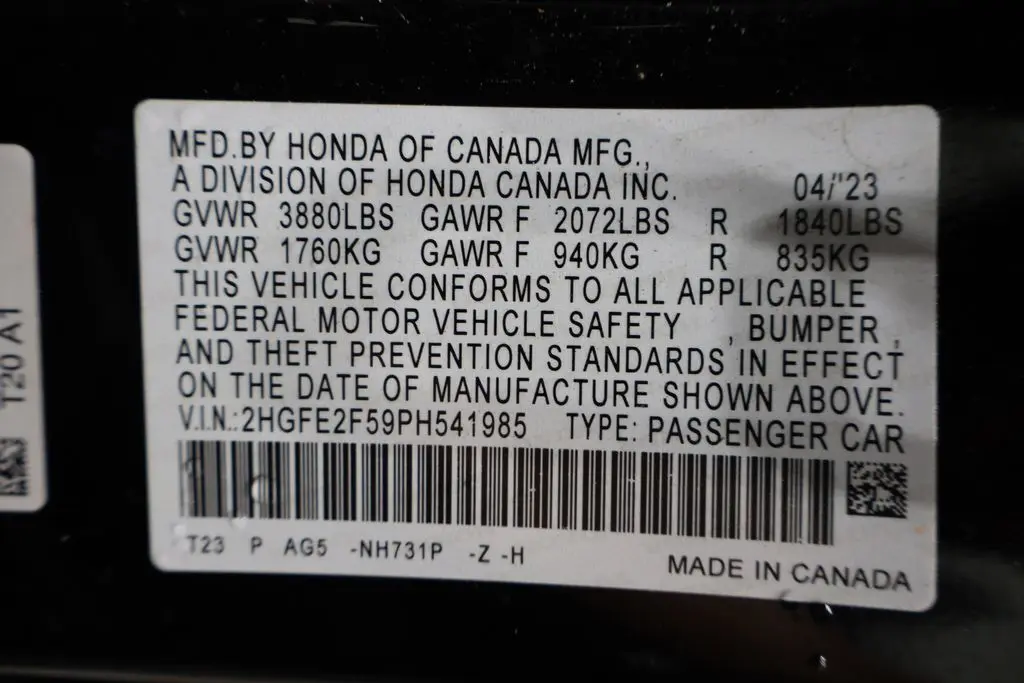 MFD.BY HONDA OF CANADA MFG.,
A DIVISION OF HONDA CANADA INC. 04/'23
GVWR 3880LBS GAWR F 2072LBS R 1840LBS
GVWR 1760KG GAWR F 940KG R 835KG
THIS VEHICLE CONFORMS TO ALL APPLICABLE
FEDERAL MOTOR VEHICLE SAFETY , BUMPER ,
AND THEFT PREVENTION STANDARDS IN EFFECT
ON THE DATE OF MANUFACTURE SHOWN ABOVE.
V.I.N.:2HGFE2F59PH541985 TYPE: PASSENGER CAR
T23 P AG5 -NH731P -Z -H
MADE IN CANADA
T20 A1